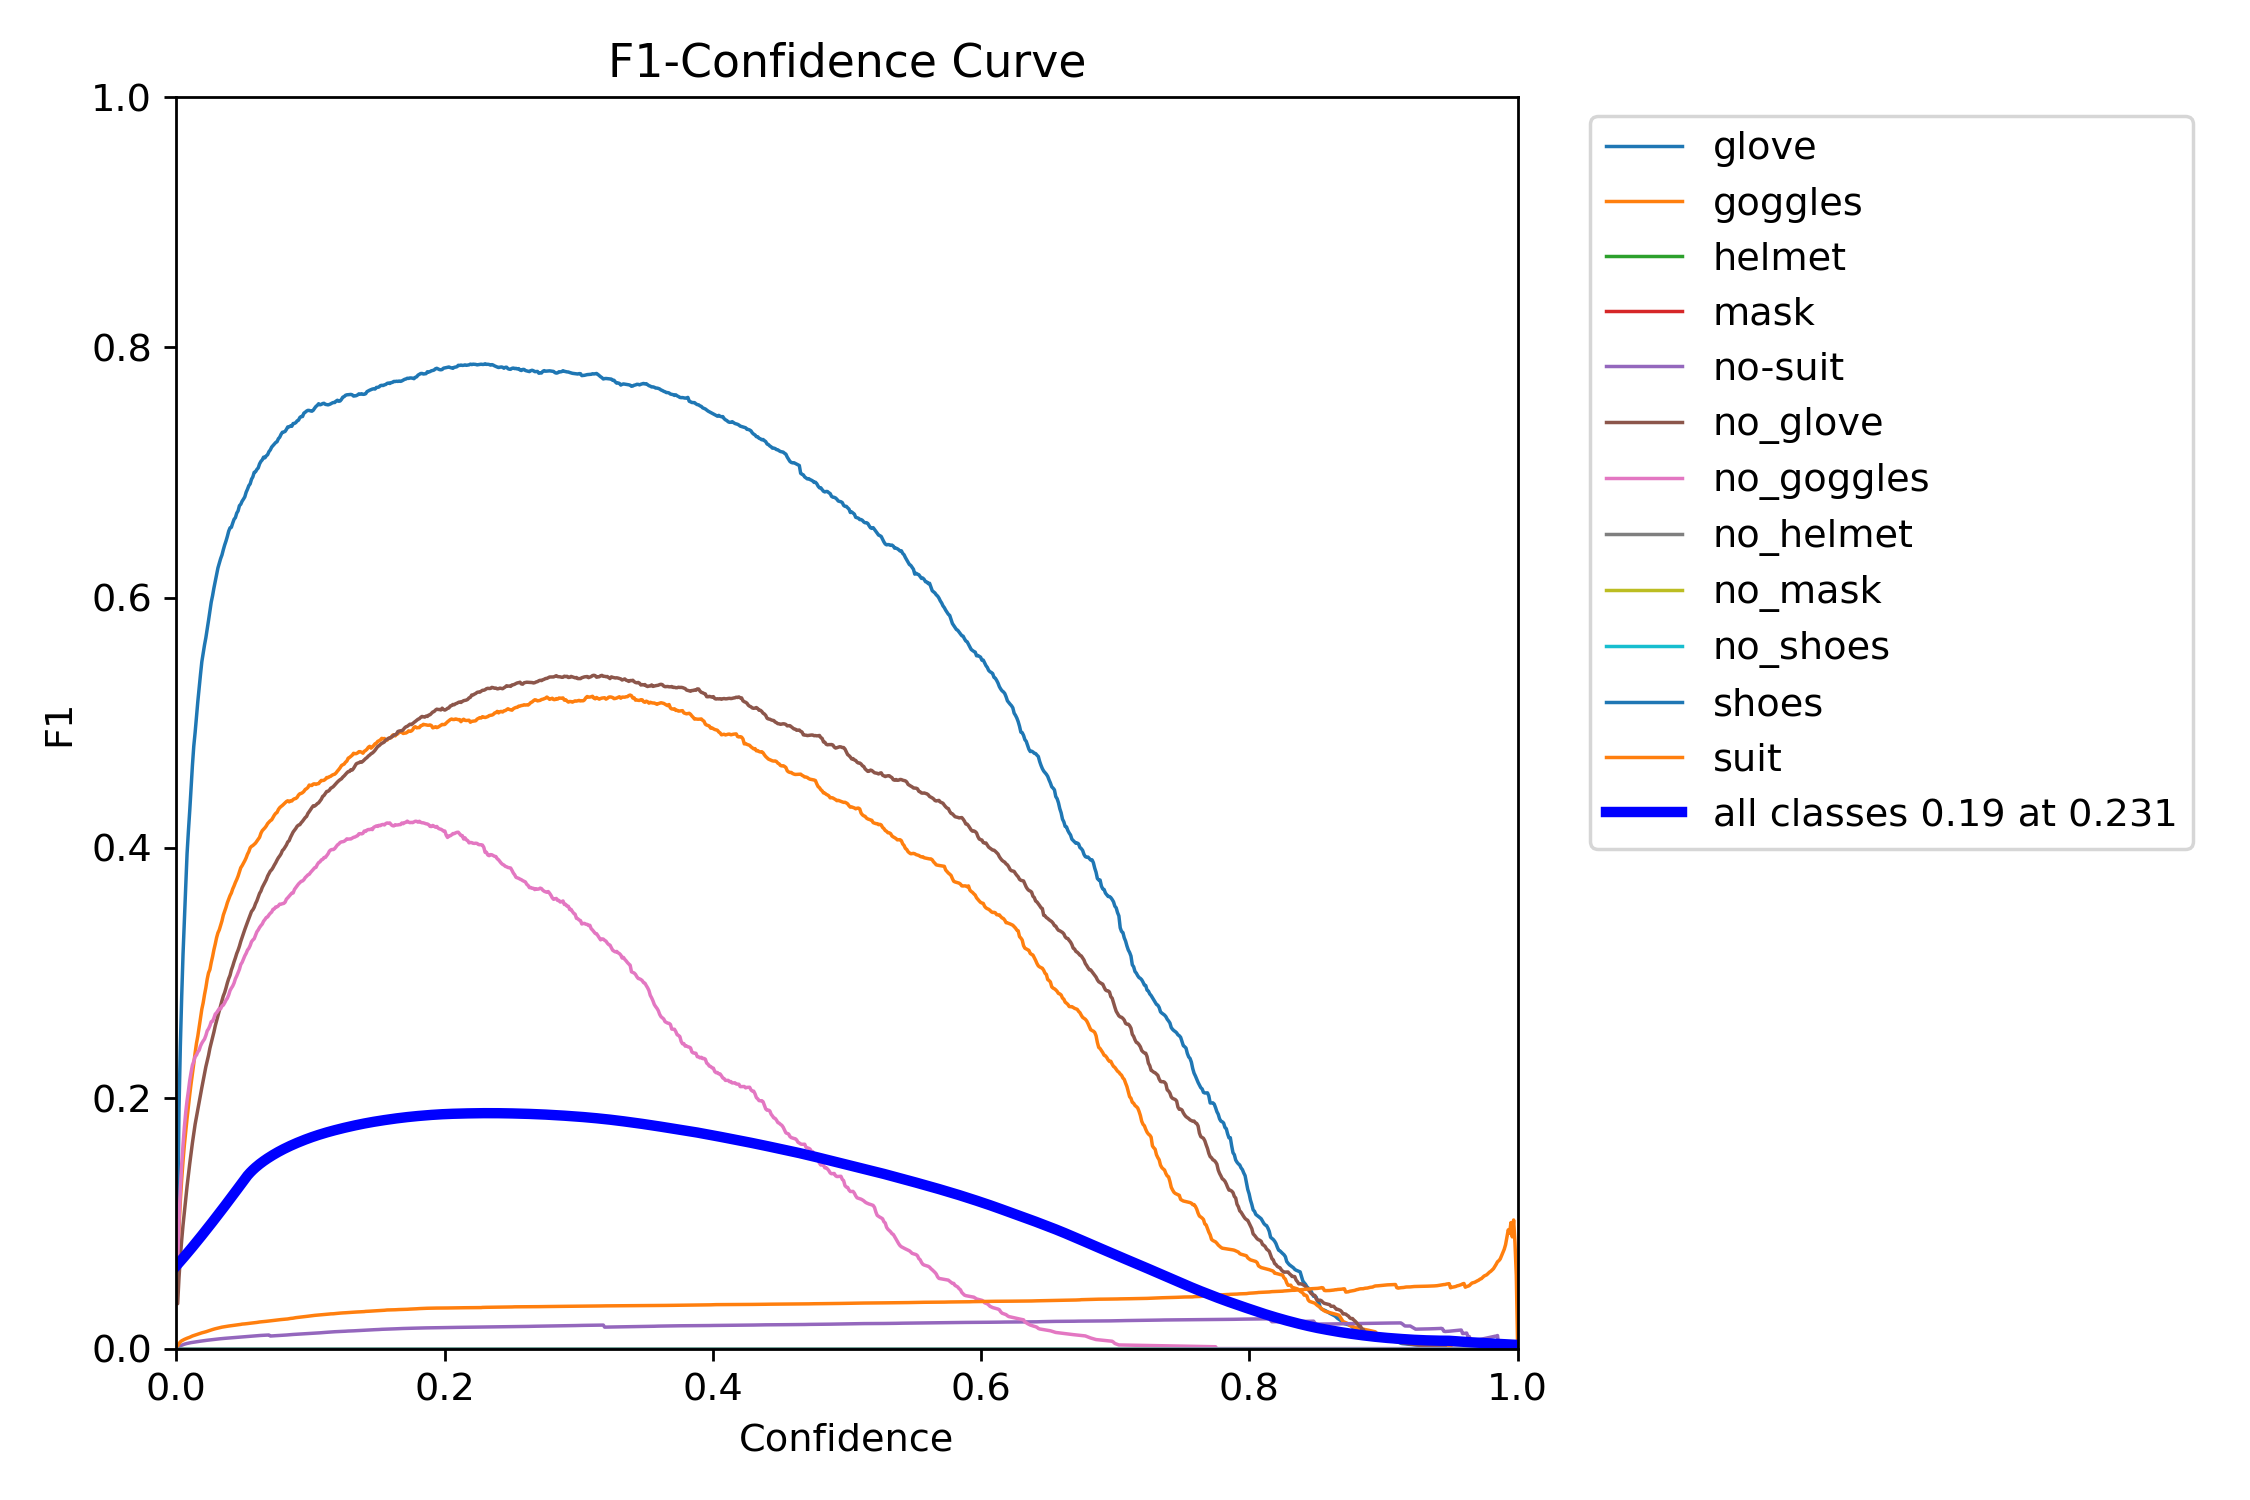 F1-Confidence Curve
1.0
0.8
0.6
0.4
0.2
0.0
F1
0.0 0.2 0.4 0.6 0.8 1.0
Confidence
glove
goggles
helmet
mask
no-suit
no_glove
no_goggles
no_helmet
no_mask
no_shoes
shoes
suit
all classes 0.19 at 0.231